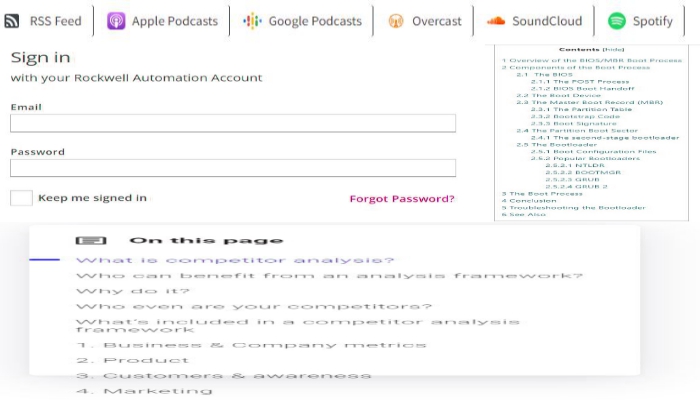 RSS Feed
Apple Podcasts
Google Podcasts
Overcast
SoundCloud
Spotify
Sign in
with your Rockwell Automation Account
Email
Password
Keep me signed in
Forgot Password?
Contents [hide]
1 Overview of the BIOS/MBR Boot Process
2 Components of the Boot Process
2.1 The BIOS
2.1.1 The POST Process
2.1.2 BIOS Boot Handoff
2.2 The Boot Device
2.3 The Master Boot Record (MBR)
2.3.1 The Partition Table
2.3.2 Bootstrap Code
2.3.3 Boot Signature
2.4 The Partition Boot Sector
2.4.1 The second-stage bootloader
2.5 The Bootloader
2.5.1 Boot Configuration Files
2.5.2 Popular Bootloaders
2.5.2.1 NTLDR
2.5.2.2 BOOTMGR
2.5.2.3 GRUB
2.5.2.4 GRUB 2
3 The Boot Process
4 Conclusion
5 Troubleshooting the Bootloader
6 See Also
On this page
What is competitor analysis?
Who can benefit from an analysis framework?
Why do it?
Who even are your competitors?
What's included in a competitor analysis
framework
1. Business & Company metrics
2. Product
3. Customers & awareness
4. Marketing